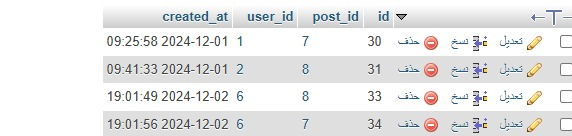 id post_id user_id created_at
تعديل نسخ حذف 30 7 1 2024-12-01 09:25:58
تعديل نسخ حذف 31 8 2 2024-12-01 09:41:33
تعديل نسخ حذف 33 8 6 2024-12-02 19:01:49
تعديل نسخ حذف 34 7 6 2024-12-02 19:01:56